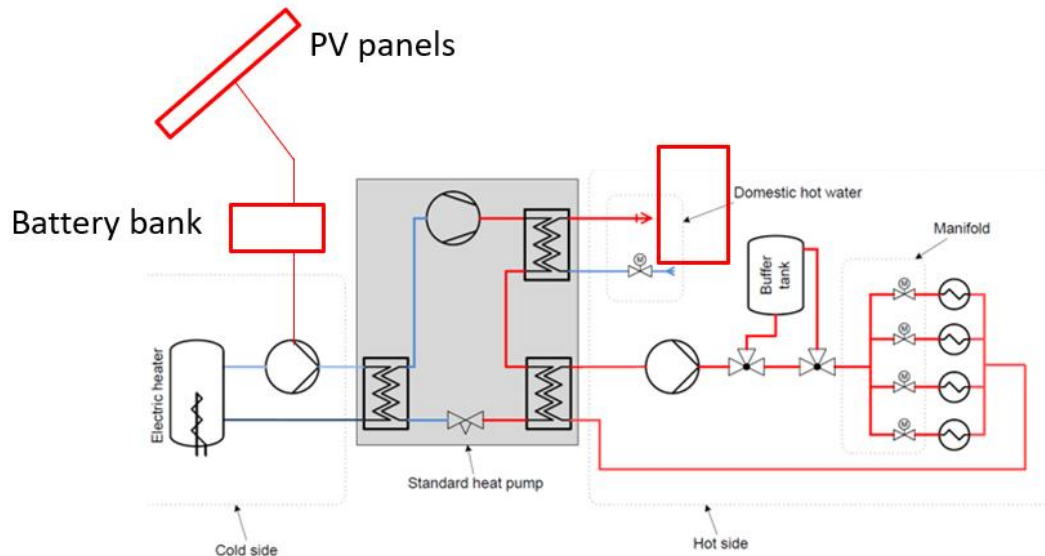 PV panels
Battery bank
Domestic hot water
Manifold
Buffer
tank
M
M
M
M
M
Electric heater
Standard heat pump
Cold side
Hot side